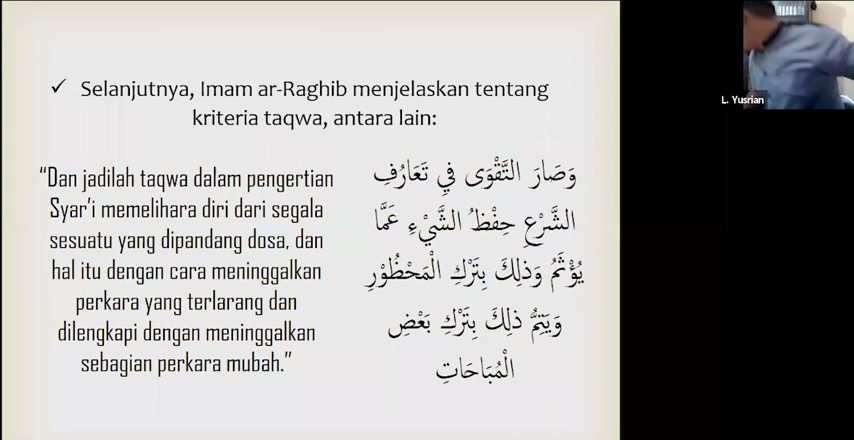 ✓ Selanjutnya, Imam ar-Raghib menjelaskan tentang
kriteria taqwa, antara lain:
“Dan jadilah taqwa dalam pengertian
Syar'i memelihara diri dari segala
sesuatu yang dipandang dosa, dan
hal itu dengan cara meninggalkan
perkara yang terlarang dan
dilengkapi dengan meninggalkan
sebagian perkara mubah.”
وَصَارَ التَّقْوَى فِي تَعَارُفِ
الشَّرْعِ حِفْظُ الشَّيْءِ عَمَّا
يُؤْثَمُ وَذٰلِكَ بِتَرْكِ الْمَحْظُوْرِ
وَيَتِمُّ ذٰلِكَ بِتَرْكِ بَعْضِ
الْمُبَاحَاتِ
L. Yusrian